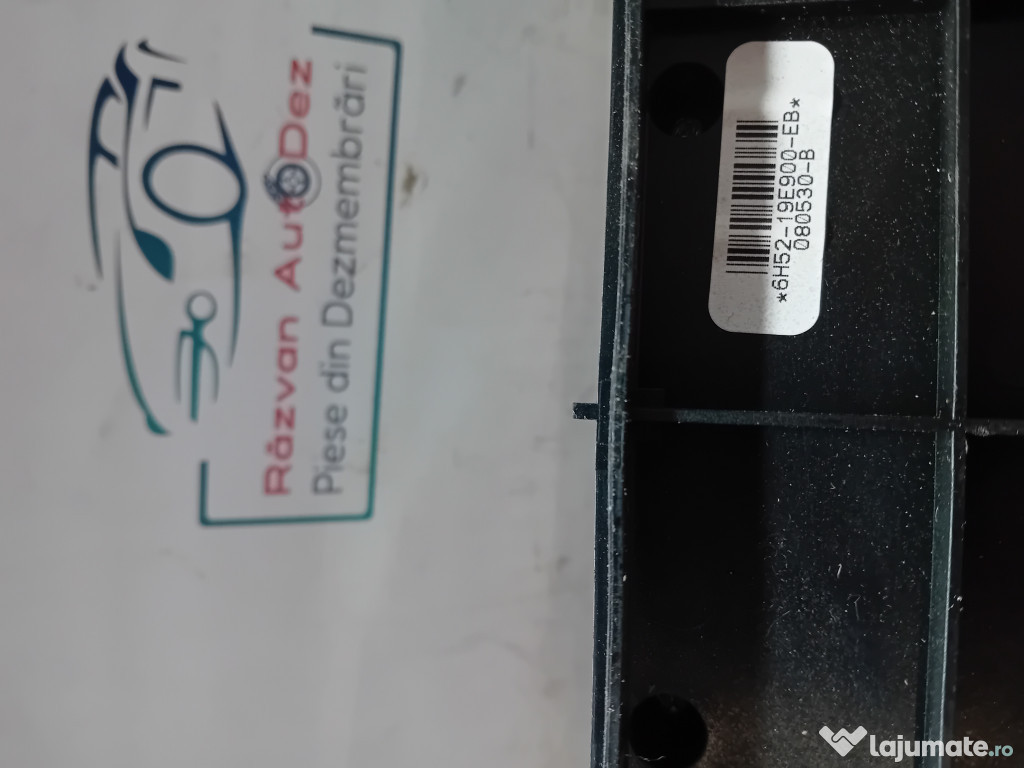 Răzvan AutoDez
Piese din Dezmembrări
*6H52-19E900-EB*
080530-B
lajumate.ro